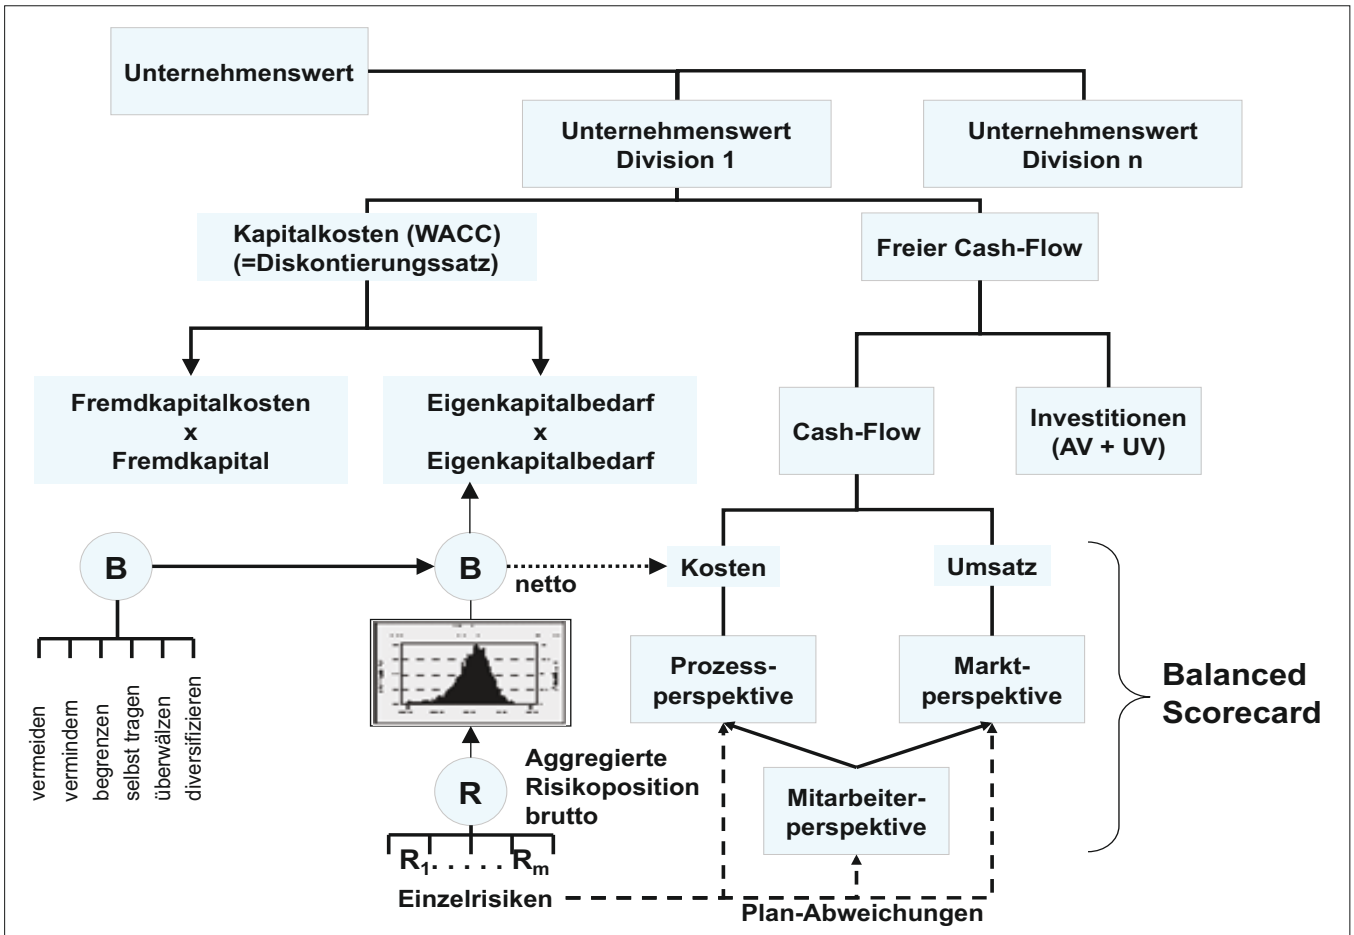 Unternehmenswert
Unternehmenswert
Division 1
Unternehmenswert
Division n
Kapitalkosten (WACC)
(=Diskontierungssatz)
Freier Cash-Flow
Fremdkapitalkosten
x
Fremdkapital
Eigenkapitalbedarf
x
Eigenkapitalbedarf
Cash-Flow
Investitionen
(AV + UV)
B
B
netto
Kosten
Umsatz
vermeiden
vermindern
begrenzen
selbst tragen
überwälzen
diversifizieren
Prozess-
perspektive
Markt-
perspektive
Balanced
Scorecard
Aggregierte
Risikoposition
brutto
R
Mitarbeiter-
perspektive
R1 . . . . . Rm
Einzelrisiken
Plan-Abweichungen